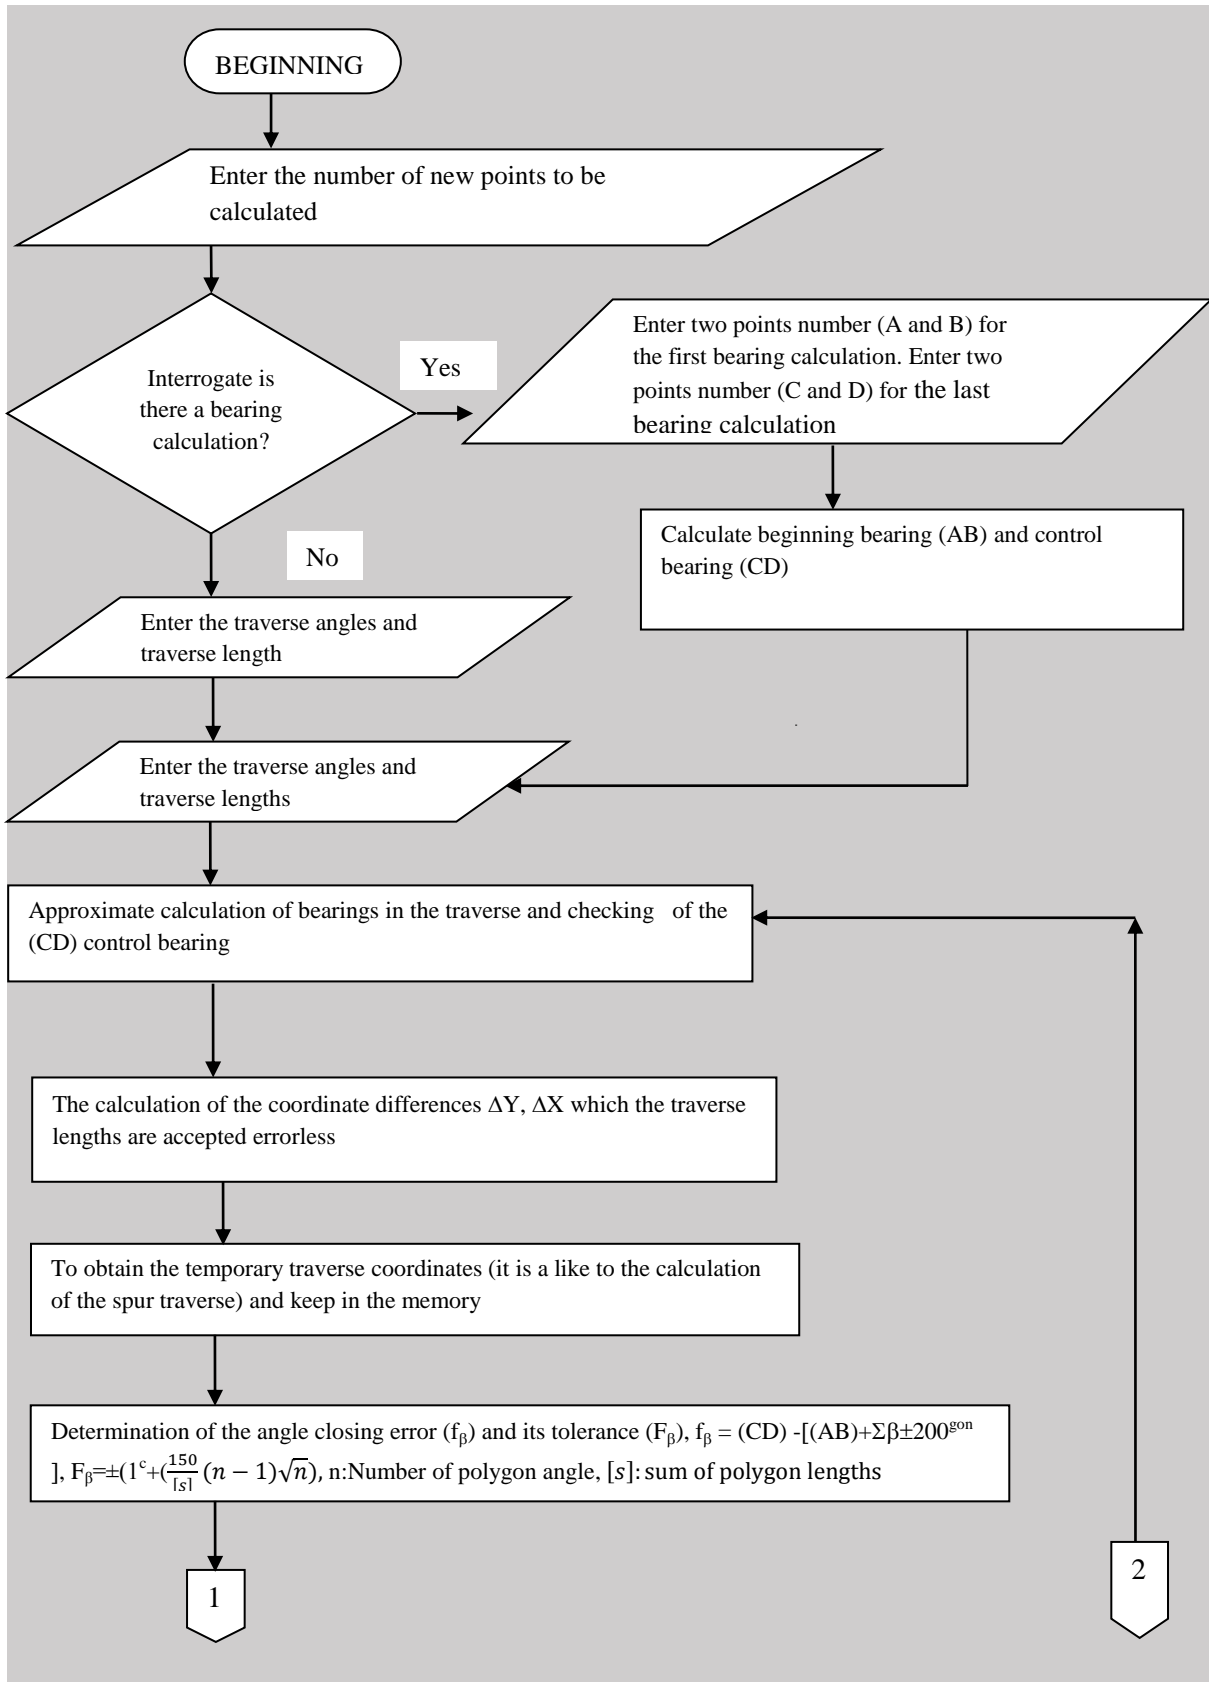 BEGINNING
Enter the number of new points to be
calculated
Interrogate is
there a bearing
calculation?
Yes
Enter two points number (A and B) for
the first bearing calculation. Enter two
points number (C and D) for the last
bearing calculation
Calculate beginning bearing (AB) and control
bearing (CD)
No
Enter the traverse angles and
traverse length
Enter the traverse angles and
traverse lengths
Approximate calculation of bearings in the traverse and checking of the
(CD) control bearing
The calculation of the coordinate differences ΔY, ΔX which the traverse
lengths are accepted errorless
To obtain the temporary traverse coordinates (it is a like to the calculation
of the spur traverse) and keep in the memory
Determination of the angle closing error (fβ) and its tolerance (Fβ), fβ = (CD) -[(AB)+Σβ±200^gon
], Fβ=±(1^c+(150/[s] (n − 1)√n), n:Number of polygon angle, [s]: sum of polygon lengths
1
2